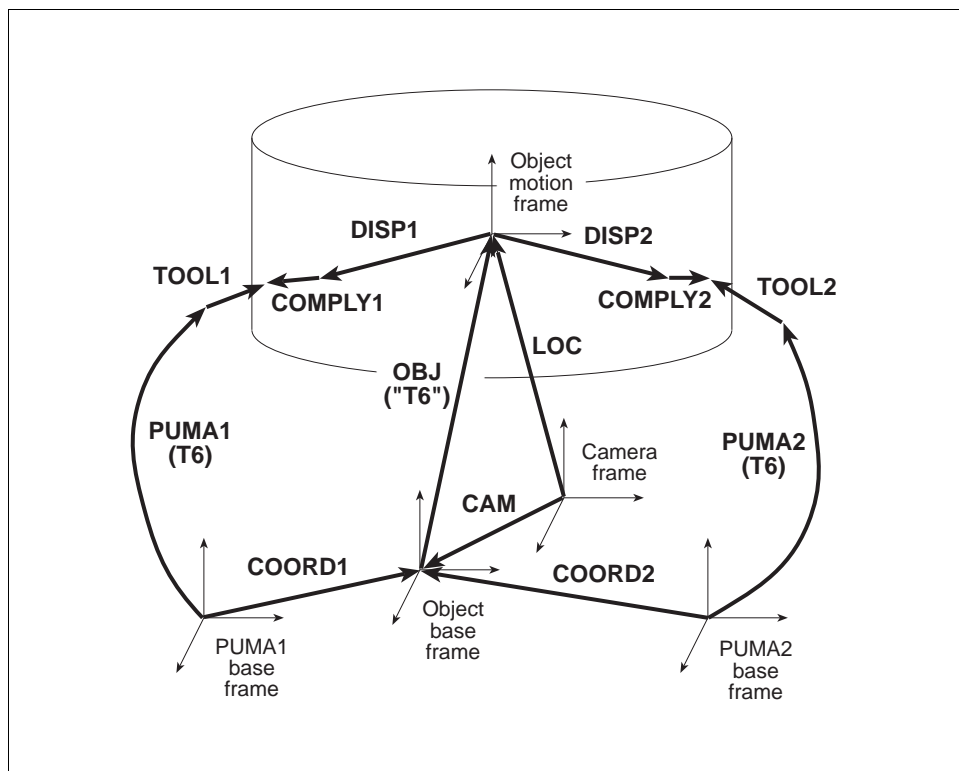 Object
motion
frame
DISP1
DISP2
TOOL1
COMPLY1
COMPLY2
TOOL2
LOC
OBJ
("T6")
PUMA1
(T6)
PUMA2
(T6)
Camera
frame
CAM
COORD1
COORD2
Object
base
frame
PUMA1
base
frame
PUMA2
base
frame